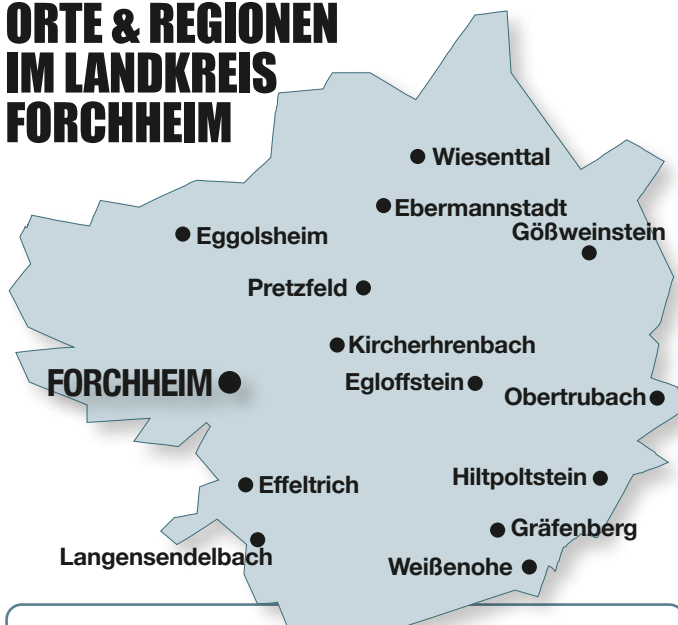 ORTE & REGIONEN
IM LANDKREIS
FORCHHEIM
Wiesenttal
Ebermannstadt
Gößweinstein
Eggolsheim
Pretzfeld
Kircherhrenbach
FORCHHEIM
Egloffstein
Obertrubach
Effeltrich
Hiltpoltstein
Gräfenberg
Langensendelbach
Weißenohe